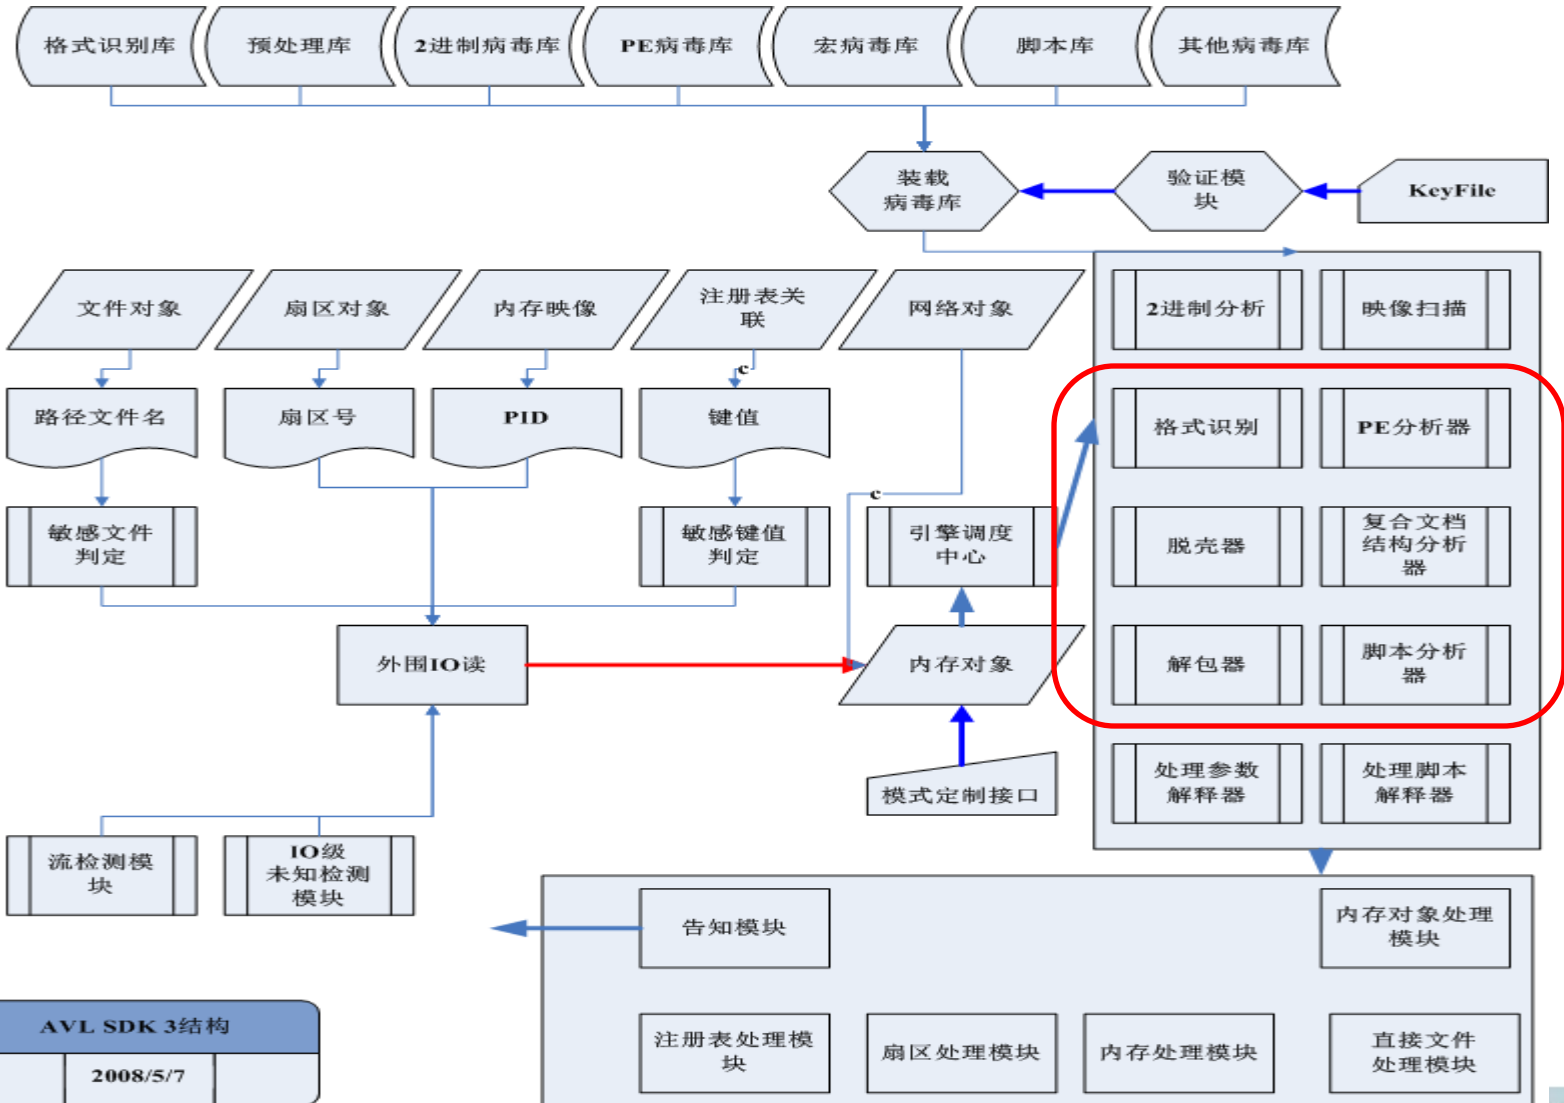 格式识别库
预处理库
2进制病毒库
PE病毒库
宏病毒库
脚本库
其他病毒库
装载
病毒库
验证模
块
KeyFile
文件对象
扇区对象
内存映像
注册表关
联
网络对象
2进制分析
映像扫描
c
路径文件名
扇区号
PID
键值
格式识别
PE分析器
c
敏感文件
判定
敏感键值
判定
引擎调度
中心
脱壳器
复合文档
结构分析
器
外围IO读
内存对象
解包器
脚本分析
器
模式定制接口
处理参数
解释器
处理脚本
解释器
流检测模
块
IO级
未知检测
模块
告知模块
内存对象处理
模块
AVL SDK 3结构
2008/5/7
注册表处理模
块
扇区处理模块
内存处理模块
直接文件
处理模块